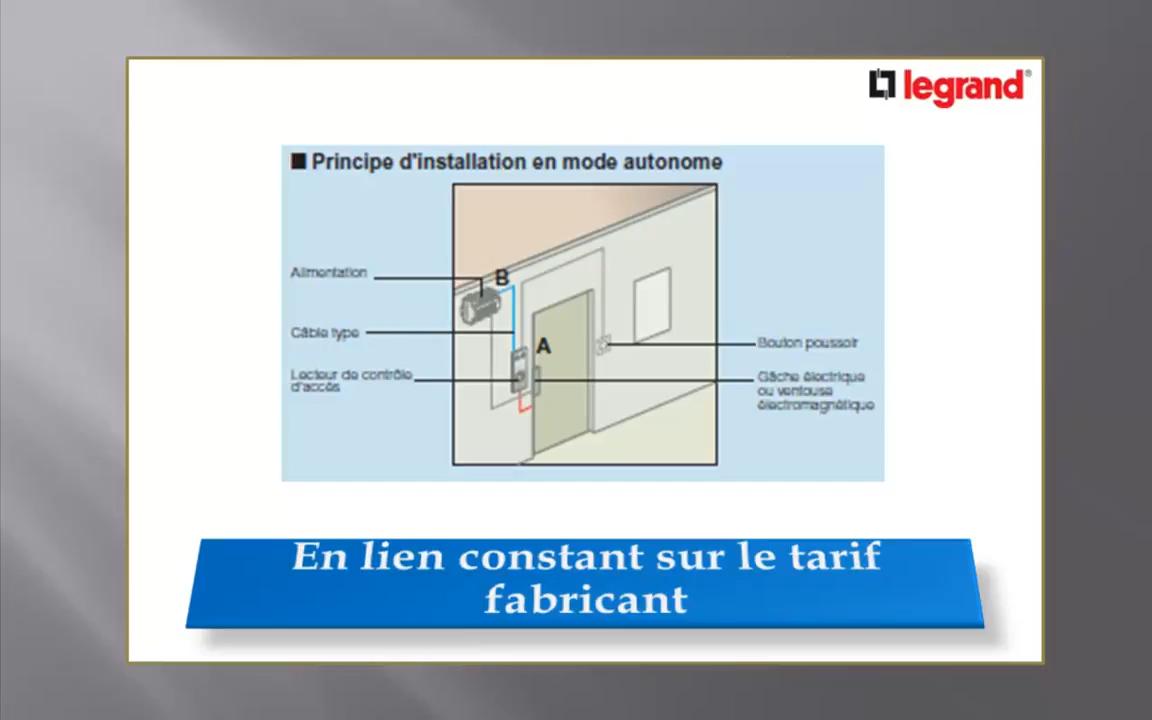 legrand®
Principe d'installation en mode autonome
Alimentation
B
Câble type
A
Lecteur de contrôle
d'accès
Bouton poussoir
Gâche électrique
ou ventouse
électromagnétique
En lien constant sur le tarif
fabricant